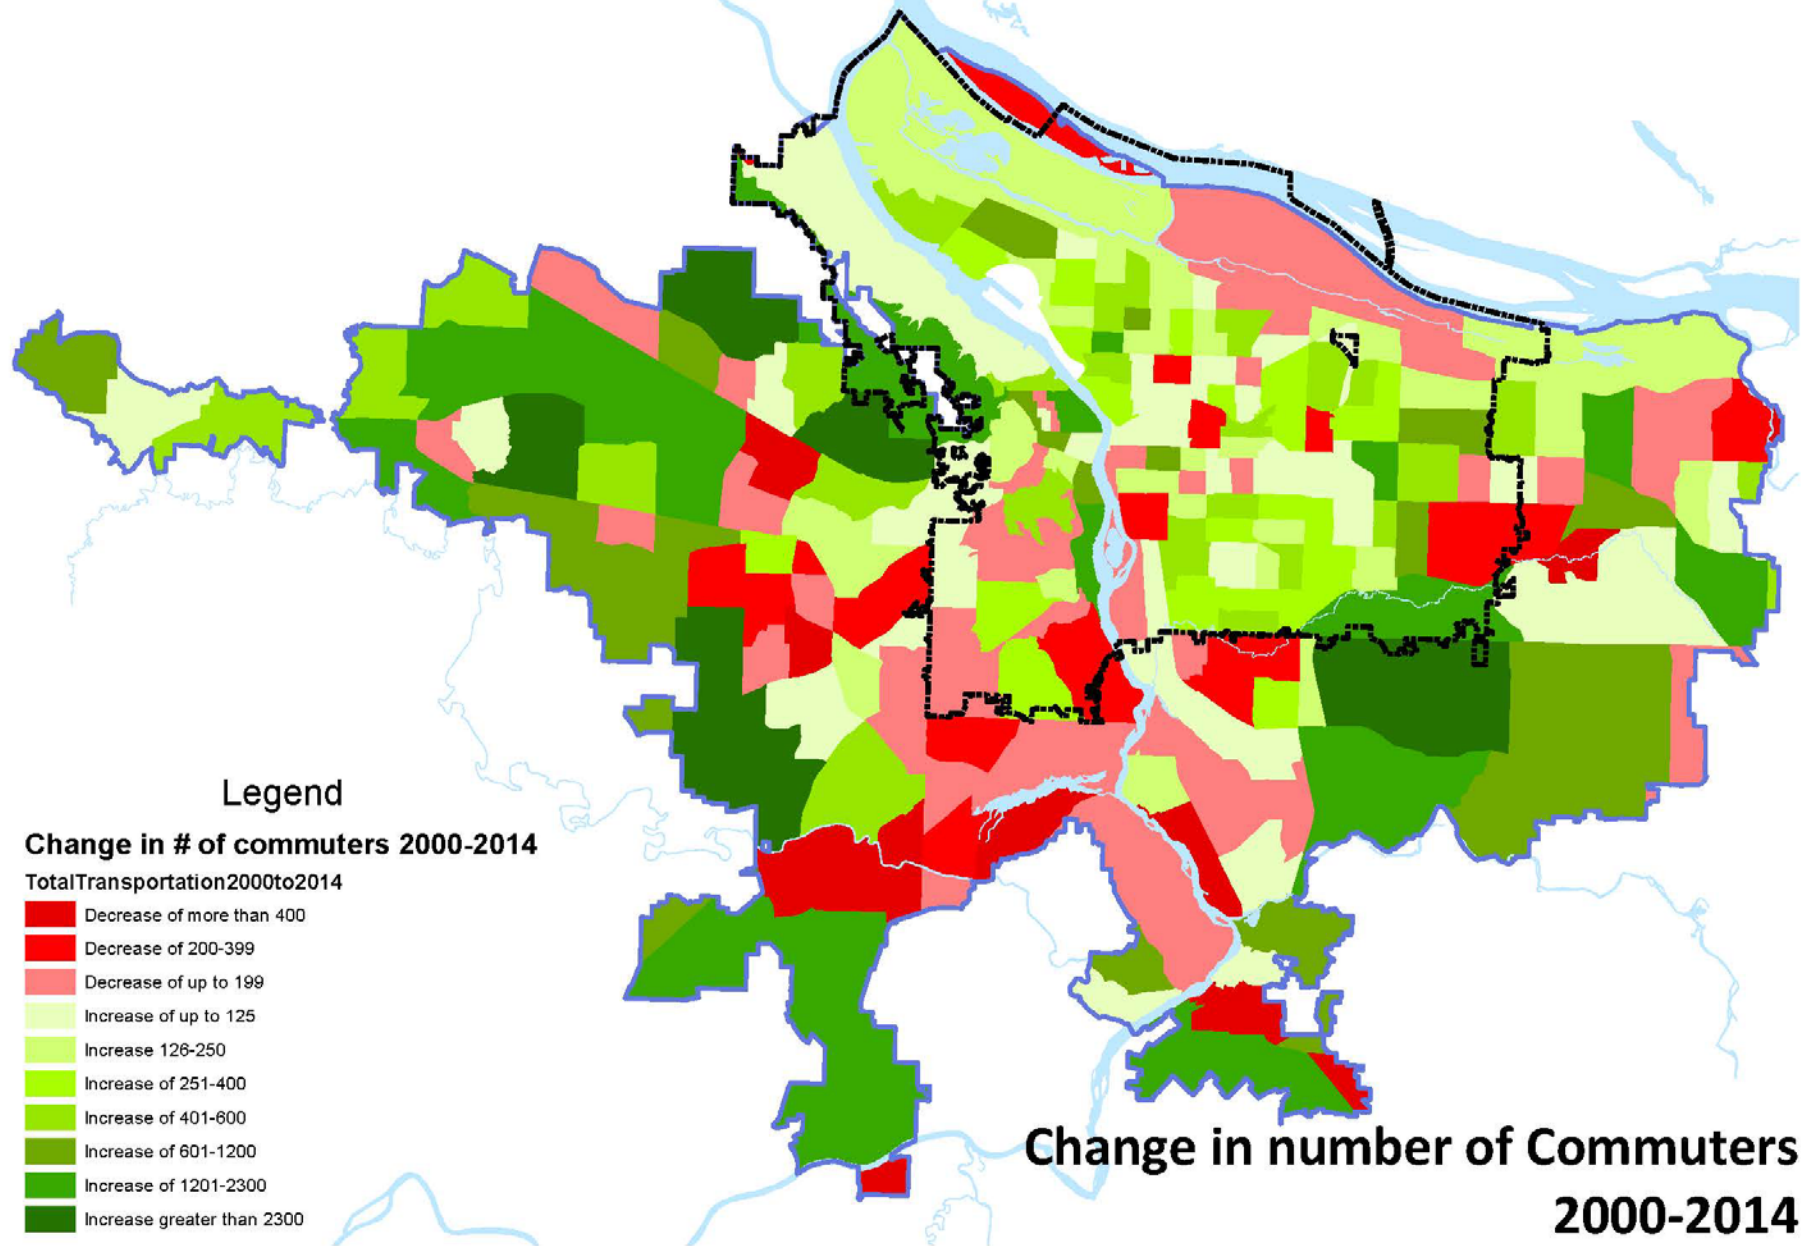 Legend
Change in # of commuters 2000-2014
TotalTransportation2000to2014
Decrease of more than 400
Decrease of 200-399
Decrease of up to 199
Increase of up to 125
Increase 126-250
Increase of 251-400
Increase of 401-600
Increase of 601-1200
Increase of 1201-2300
Increase greater than 2300
Change in number of Commuters
2000-2014